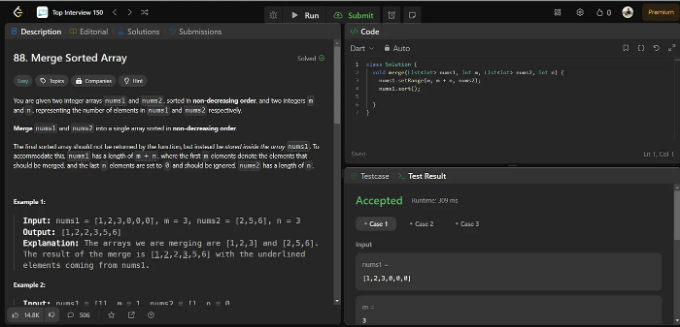 Top Interview 150
Run
Submit
0
Premium
Description
Editorial
Solutions
Submissions
88. Merge Sorted Array
Solved
Easy
Topics
Companies
Hint
You are given two integer arrays nums1 and nums2, sorted in non-decreasing order, and two integers m
and n, representing the number of elements in nums1 and nums2 respectively.
Merge nums1 and nums2 into a single array sorted in non-decreasing order.
The final sorted array should not be returned by the function, but instead be stored inside the array nums1. To
accommodate this, nums1 has a length of m + n, where the first m elements denote the elements that
should be merged, and the last n elements are set to 0 and should be ignored. nums2 has a length of n.
Example 1:
Input: nums1 = [1,2,3,0,0,0], m = 3, nums2 = [2,5,6], n = 3
Output: [1,2,2,3,5,6]
Explanation: The arrays we are merging are [1,2,3] and [2,5,6].
The result of the merge is [1,2,2,3,5,6] with the underlined
elements coming from nums1.
Example 2:
Input: nums1 = [1], m = 1, nums2 = [], n = 0
14.8K
506
Code
Dart
Auto
1 class Solution {
2 void merge(List<int> nums1, int m, List<int> nums2, int n) {
3 nums1.setRange(m, m + n, nums2);
4 nums1.sort();
5
6 }
7 }
Saved
Ln 1, Col 1
Testcase
Test Result
Accepted
Runtime: 309 ms
Case 1
Case 2
Case 3
Input
nums1 =
[1,2,3,0,0,0]
m =
3